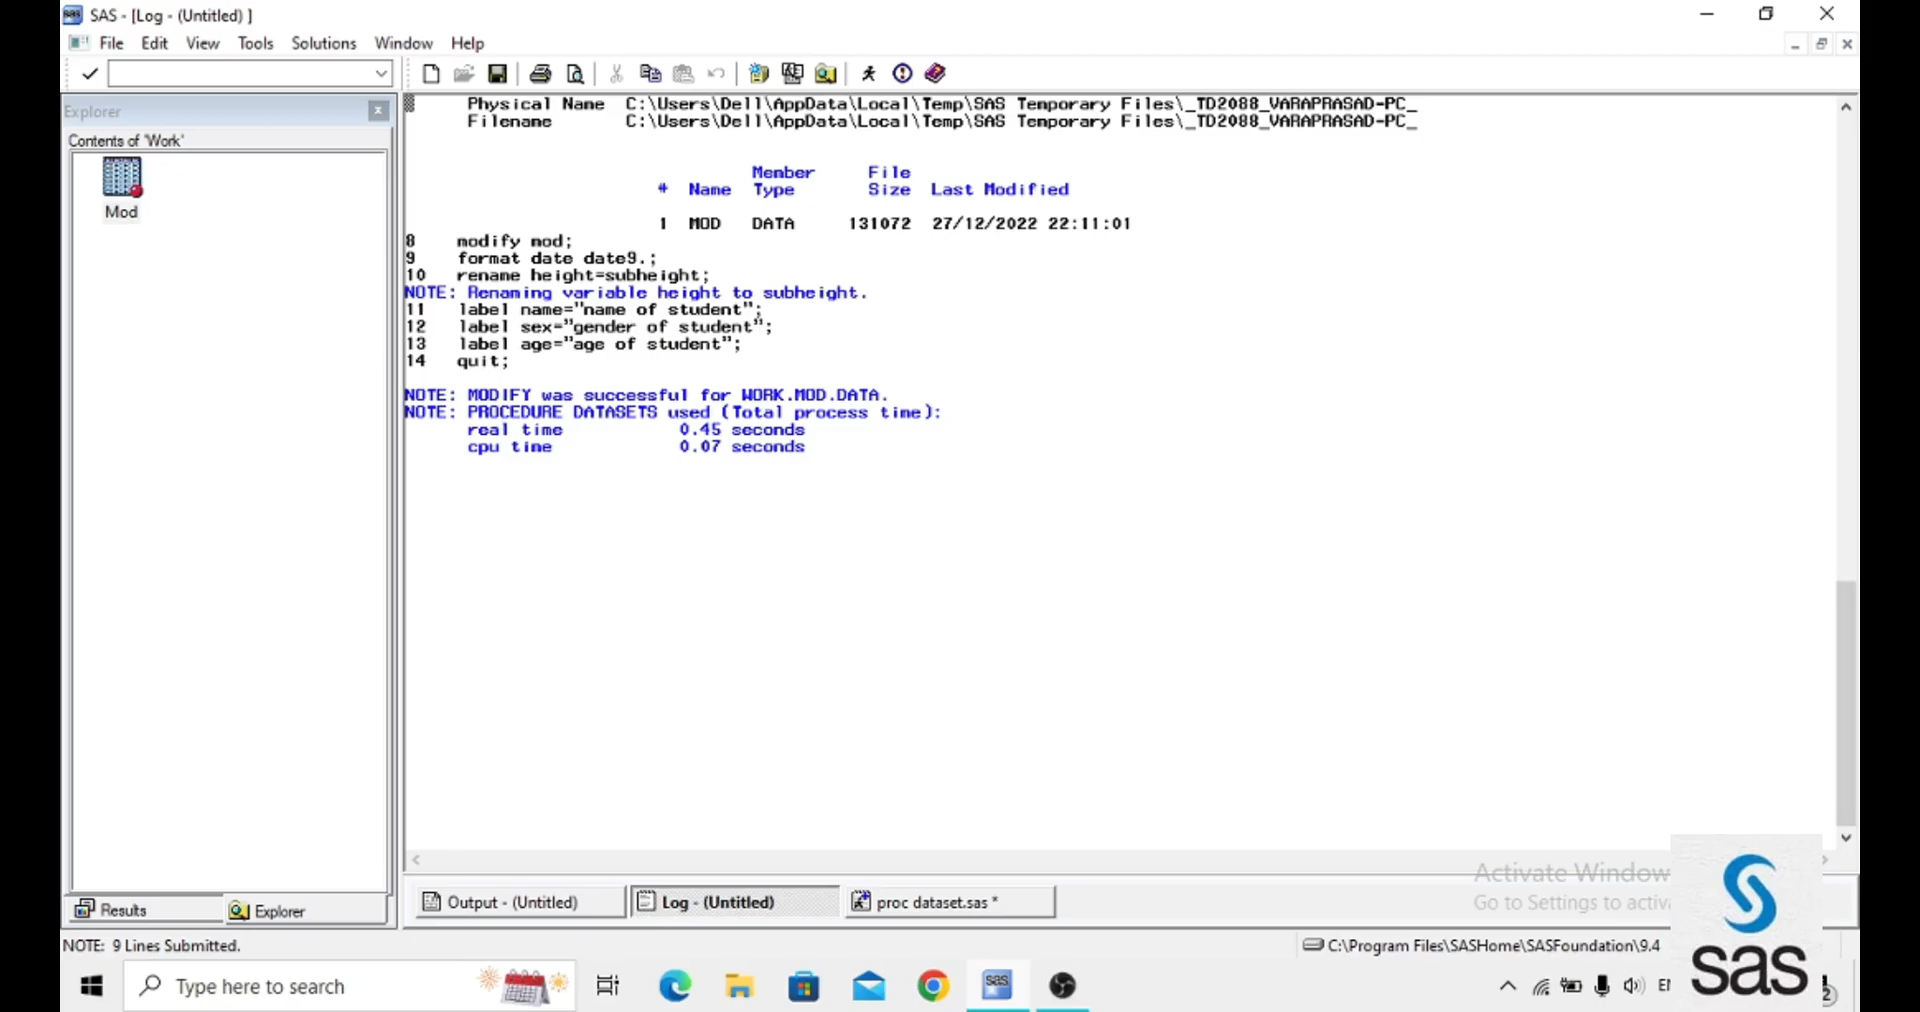 SAS - [Log - (Untitled) ]
File Edit View Tools Solutions Window Help
Explorer
Contents of 'Work'
Mod
Physical Name C:\Users\Dell\AppData\Local\Temp\SAS Temporary Files\_TD2088_VARAPRASAD-PC_
Filename C:\Users\Dell\AppData\Local\Temp\SAS Temporary Files\_TD2088_VARAPRASAD-PC_
Member File
# Name Type Size Last Modified
1 MOD DATA 131072 27/12/2022 22:11:01
8 modify mod;
9 format date date9.;
10 rename height=subheight;
NOTE: Renaming variable height to subheight.
11 label name="name of student";
12 label sex="gender of student";
13 label age="age of student";
14 quit;
NOTE: MODIFY was successful for WORK.MOD.DATA.
NOTE: PROCEDURE DATASETS used (Total process time):
real time 0.45 seconds
cpu time 0.07 seconds
Activate Window
Go to Settings to activ
Results Explorer
Output - (Untitled) Log - (Untitled) proc dataset.sas *
NOTE: 9 Lines Submitted.
C:\Program Files\SASHome\SASFoundation\9.4
Type here to search
sas
sas
2